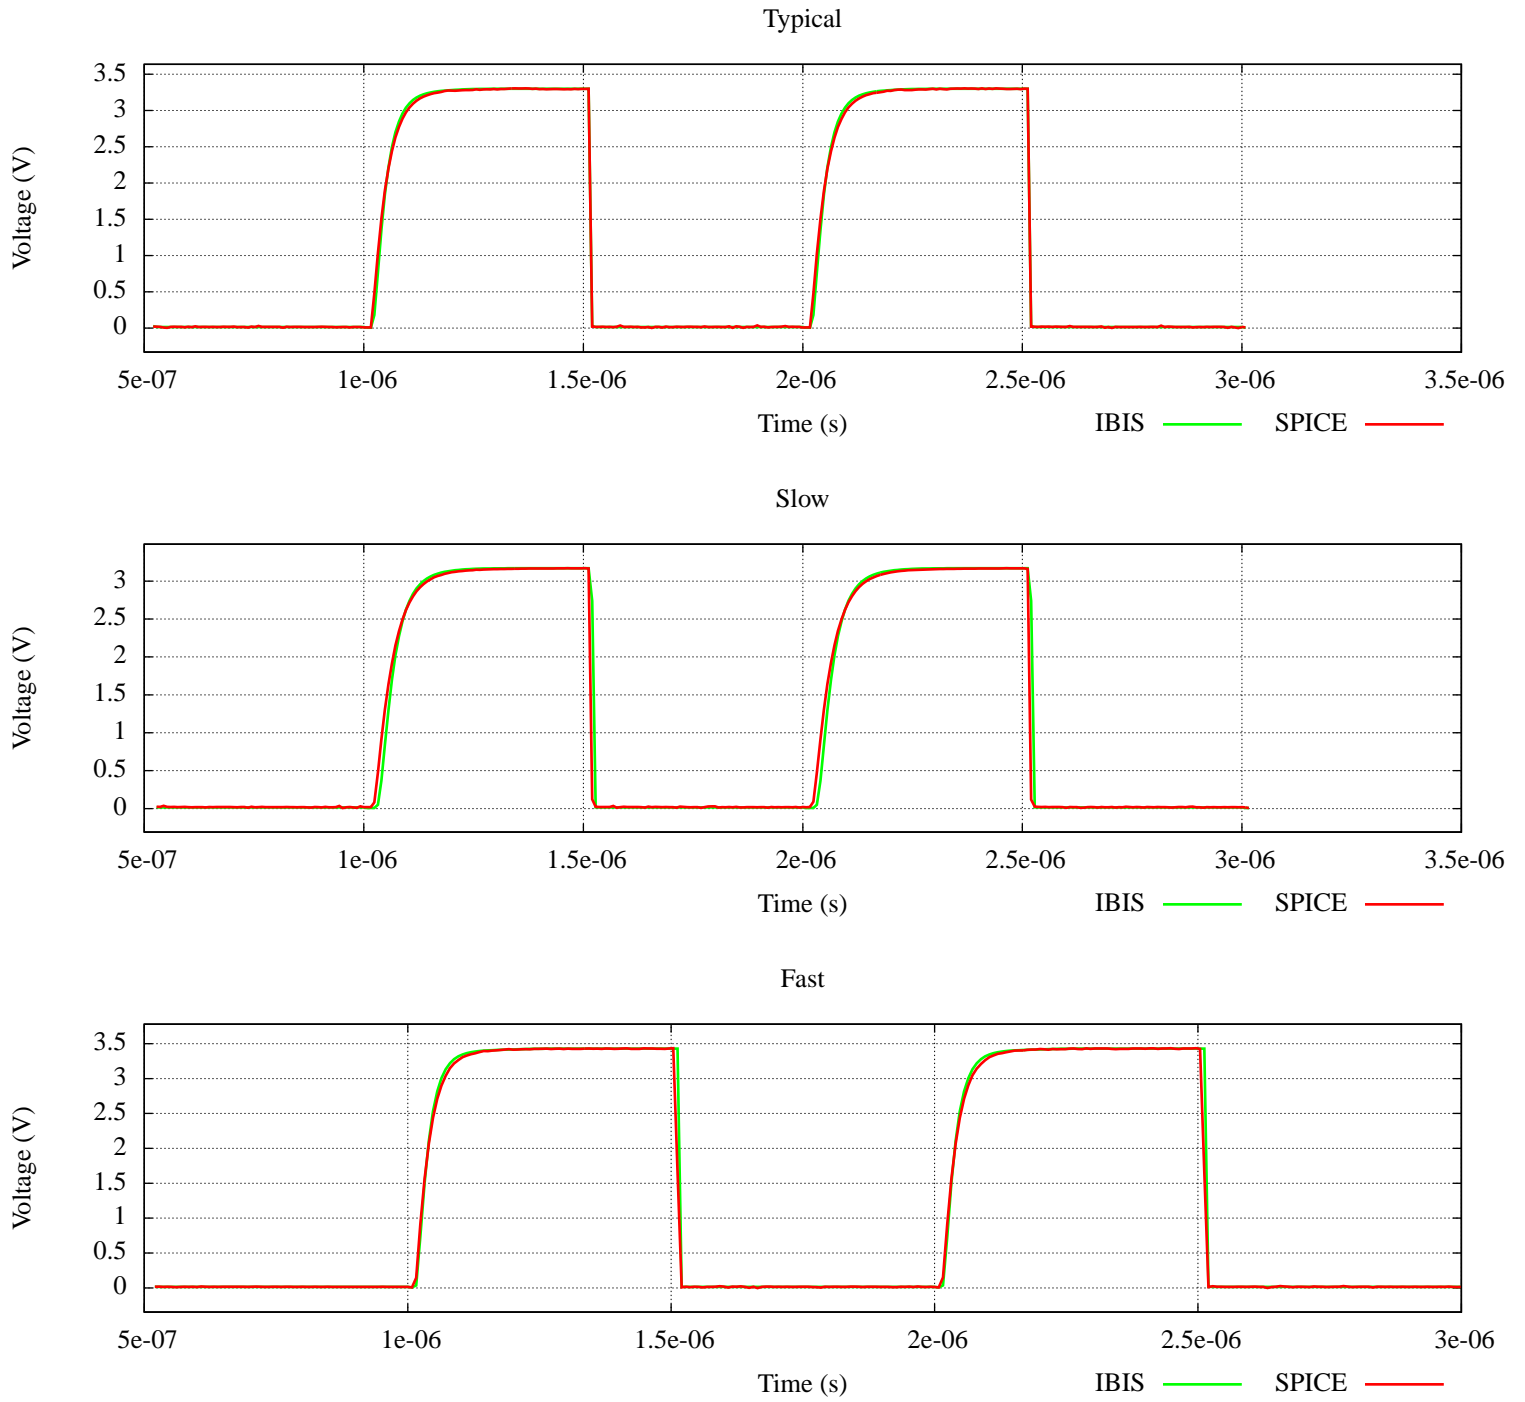 Typical
3.5
3
2.5
2
1.5
1
0.5
0
Voltage (V)
5e-07 1e-06 1.5e-06 2e-06 2.5e-06 3e-06 3.5e-06
Time (s)
IBIS SPICE
Slow
3
2.5
2
1.5
1
0.5
0
Voltage (V)
5e-07 1e-06 1.5e-06 2e-06 2.5e-06 3e-06 3.5e-06
Time (s)
IBIS SPICE
Fast
3.5
3
2.5
2
1.5
1
0.5
0
Voltage (V)
5e-07 1e-06 1.5e-06 2e-06 2.5e-06 3e-06
Time (s)
IBIS SPICE